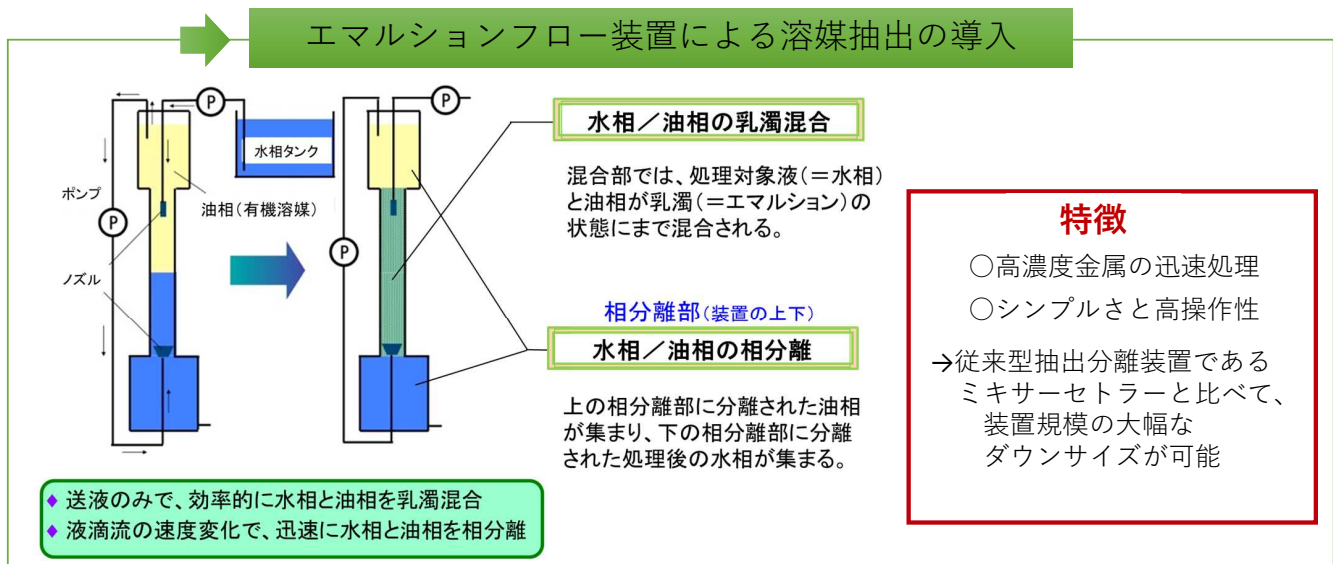 エマルションフロー装置による溶媒抽出の導入
P
P
水相タンク
ポンプ
P
油相(有機溶媒)
P
ノズル
水相/油相の乳濁混合
混合部では、処理対象液(=水相)
と油相が乳濁(=エマルション)の
状態にまで混合される。
相分離部(装置の上下)
水相/油相の相分離
上の相分離部に分離された油相
が集まり、下の相分離部に分離
された処理後の水相が集まる。
◆ 送液のみで、効率的に水相と油相を乳濁混合
◆ 液滴流の速度変化で、迅速に水相と油相を相分離
特徴
○高濃度金属の迅速処理
○シンプルさと高操作性
→従来型抽出分離装置である
ミキサーセトラーと比べて、
装置規模の大幅な
ダウンサイズが可能